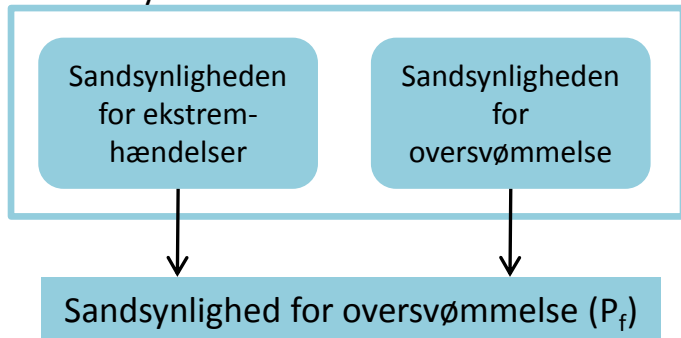 Sandsynligheden
for ekstrem-
hændelser
Sandsynligheden
for
oversvømmelse
Sandsynlighed for oversvømmelse (Pf)